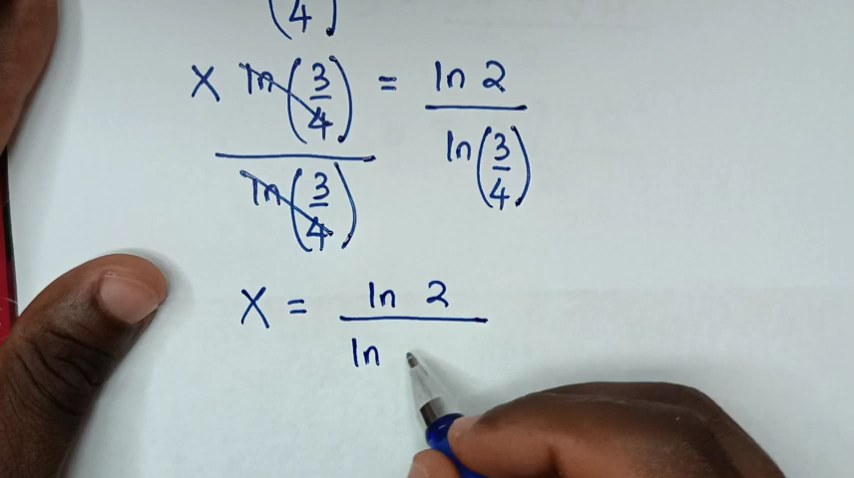 (4)
x ln(3/4) / ln(3/4) = ln 2 / ln(3/4)
x = ln 2 / ln